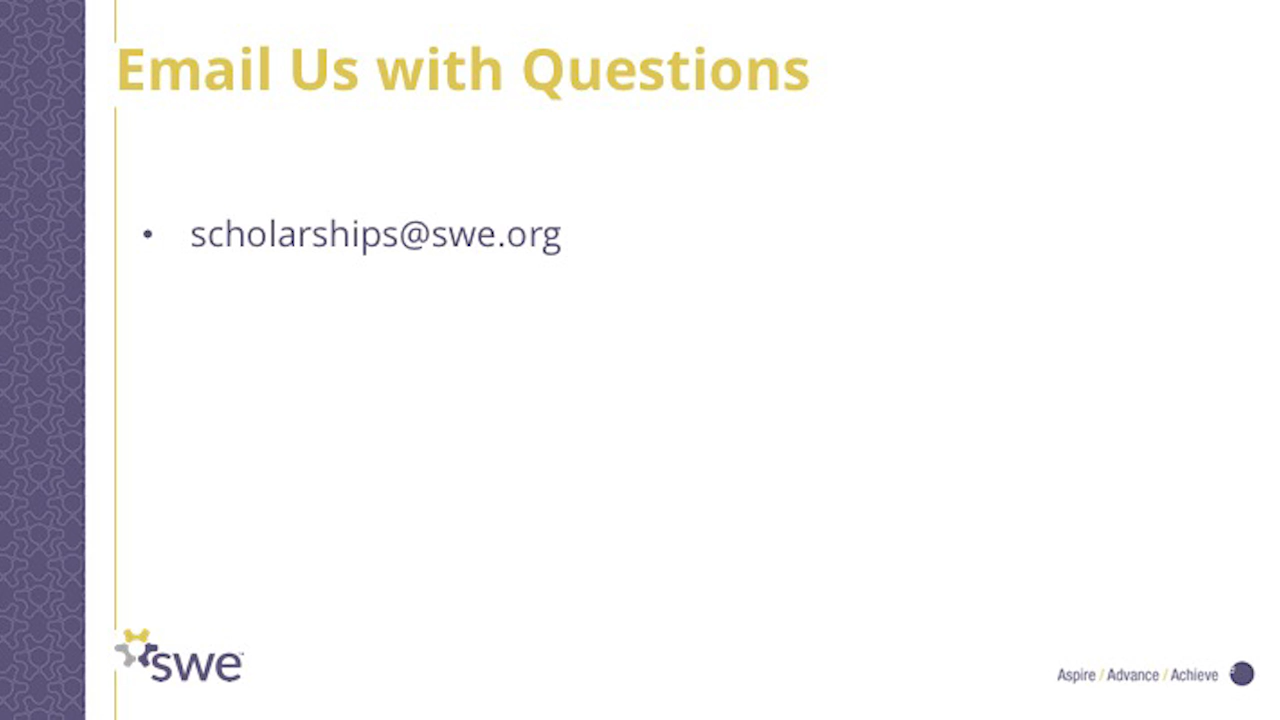 Email Us with Questions
• scholarships@swe.org
swe
Aspire / Advance / Achieve